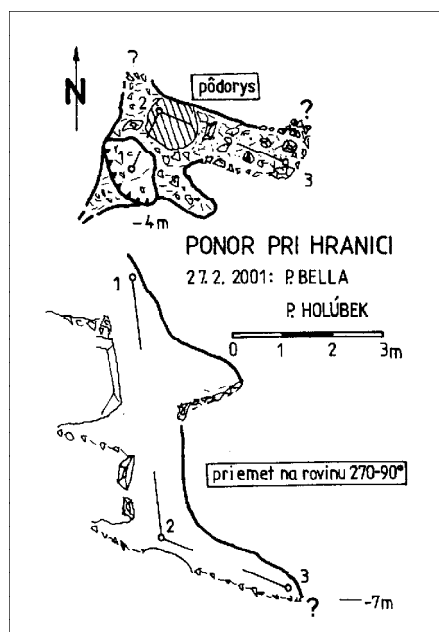 ?
pôdorys
N
2
?
3
-4m
PONOR PRI HRANICI
27.2. 2001: P. BELLA
P. HOLÚBEK
0 1 2 3m
1
priemet na rovinu 270-90°
2
3
?
-7m